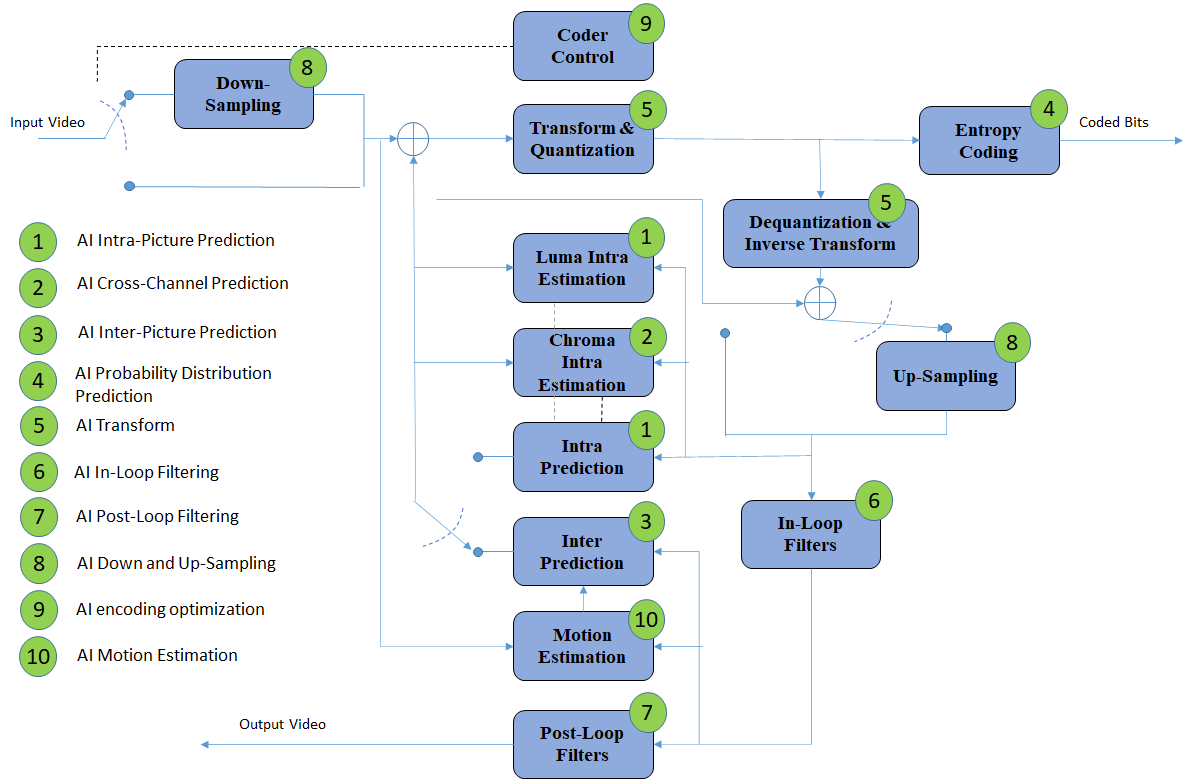 Coder
Control
9
Down-
Sampling
8
Input Video
Transform &
Quantization
5
Entropy
Coding
4
Coded Bits
Dequantization &
Inverse Transform
5
Luma Intra
Estimation
1
Chroma
Intra
Estimation
2
Up-Sampling
8
Intra
Prediction
1
In-Loop
Filters
6
Inter
Prediction
3
Motion
Estimation
10
Post-Loop
Filters
7
Output Video
1 AI Intra-Picture Prediction
2 AI Cross-Channel Prediction
3 AI Inter-Picture Prediction
4 AI Probability Distribution
Prediction
5 AI Transform
6 AI In-Loop Filtering
7 AI Post-Loop Filtering
8 AI Down and Up-Sampling
9 AI encoding optimization
10 AI Motion Estimation